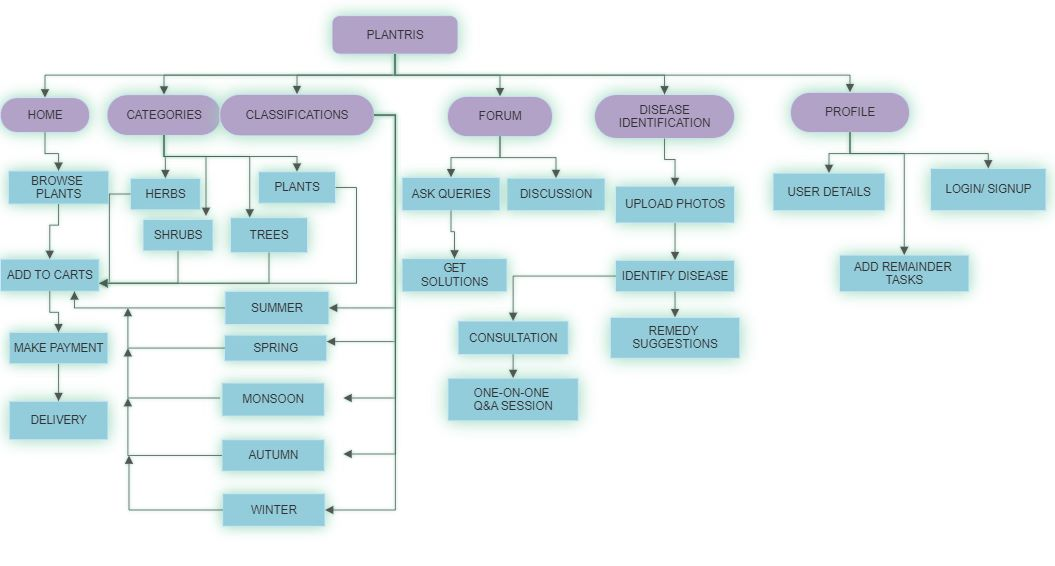 PLANTRIS
HOME
CATEGORIES
CLASSIFICATIONS
FORUM
DISEASE
IDENTIFICATION
PROFILE
BROWSE
PLANTS
HERBS
PLANTS
SHRUBS
TREES
ASK QUERIES
DISCUSSION
UPLOAD PHOTOS
USER DETAILS
LOGIN/ SIGNUP
ADD TO CARTS
GET
SOLUTIONS
IDENTIFY DISEASE
ADD REMAINDER
TASKS
SUMMER
MAKE PAYMENT
SPRING
CONSULTATION
REMEDY
SUGGESTIONS
DELIVERY
MONSOON
ONE-ON-ONE
Q&A SESSION
AUTUMN
WINTER